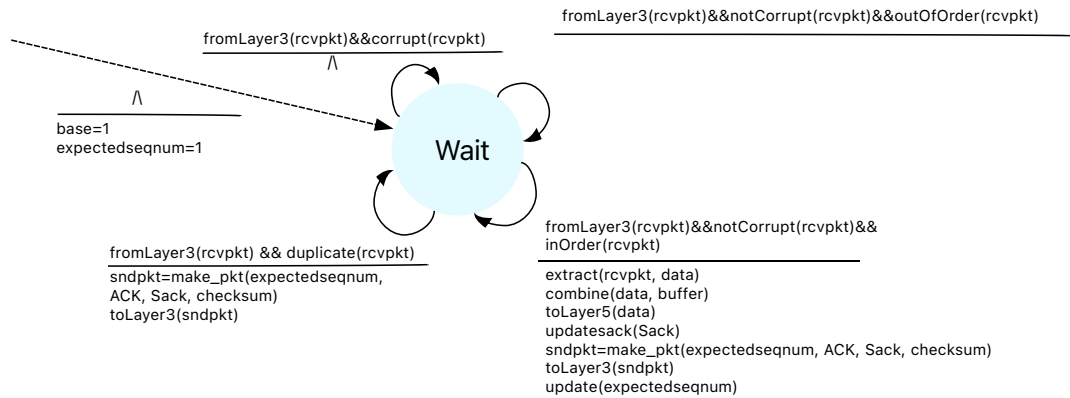 fromLayer3(rcvpkt)&&notCorrupt(rcvpkt)&&outOfOrder(rcvpkt)
fromLayer3(rcvpkt)&&corrupt(rcvpkt)
/\
/\
base=1
expectedseqnum=1
Wait
fromLayer3(rcvpkt) && duplicate(rcvpkt)
sndpkt=make_pkt(expectedseqnum,
ACK, Sack, checksum)
toLayer3(sndpkt)
fromLayer3(rcvpkt)&&notCorrupt(rcvpkt)&&
inOrder(rcvpkt)
extract(rcvpkt, data)
combine(data, buffer)
toLayer5(data)
updatesack(Sack)
sndpkt=make_pkt(expectedseqnum, ACK, Sack, checksum)
toLayer3(sndpkt)
update(expectedseqnum)